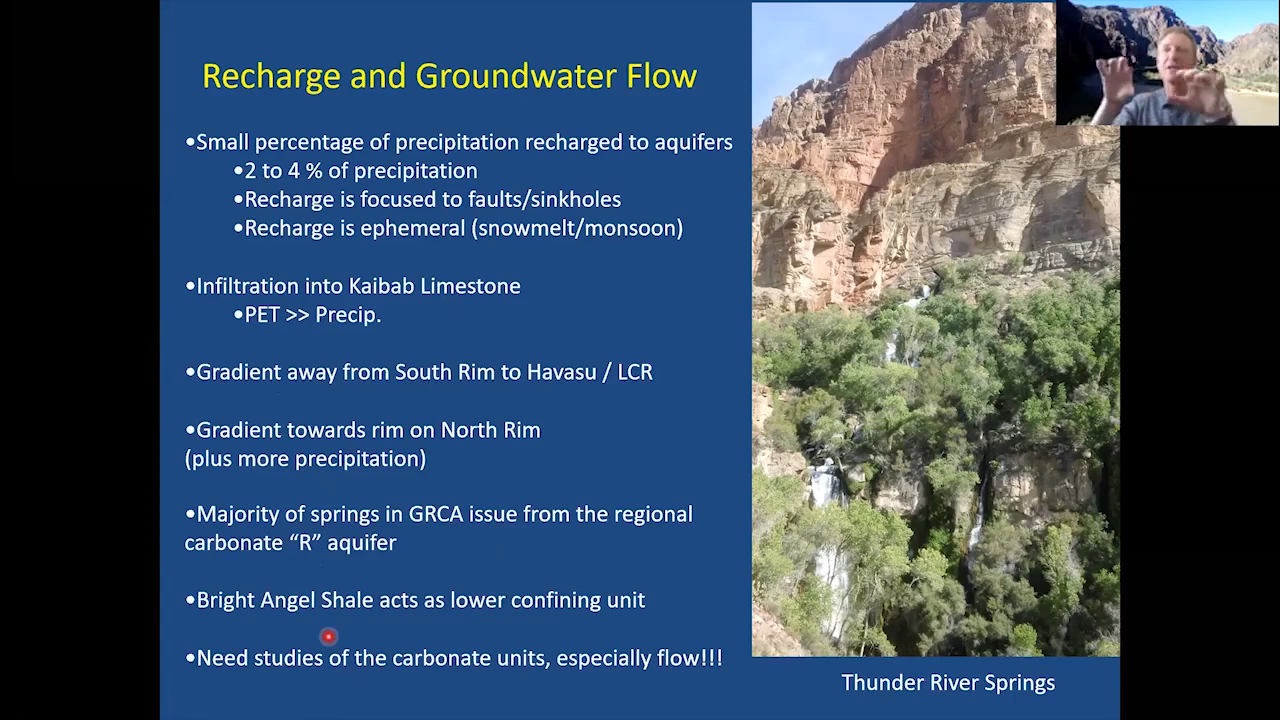 Recharge and Groundwater Flow
•Small percentage of precipitation recharged to aquifers
•2 to 4 % of precipitation
•Recharge is focused to faults/sinkholes
•Recharge is ephemeral (snowmelt/monsoon)
•Infiltration into Kaibab Limestone
•PET >> Precip.
•Gradient away from South Rim to Havasu / LCR
•Gradient towards rim on North Rim
(plus more precipitation)
•Majority of springs in GRCA issue from the regional
carbonate “R” aquifer
•Bright Angel Shale acts as lower confining unit
•Need studies of the carbonate units, especially flow!!!
Thunder River Springs